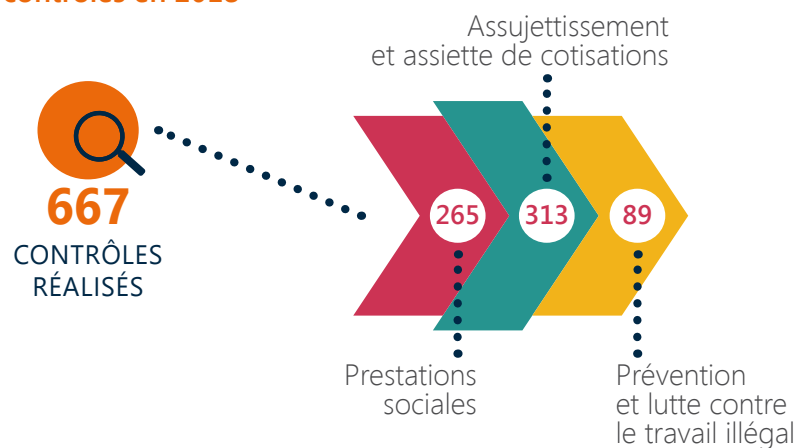 Assujettissement
et assiette de cotisations
667
CONTRÔLES
RÉALISÉS
265
313
89
Prestations
sociales
Prévention
et lutte contre
le travail illégal